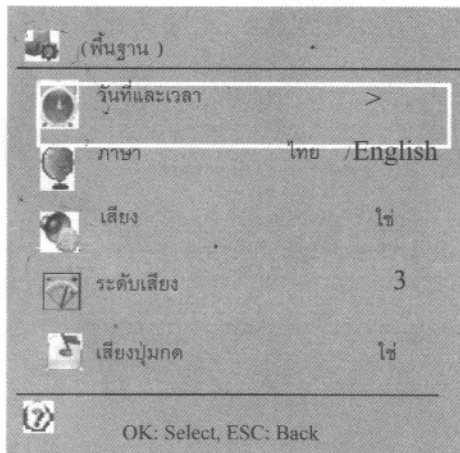 (พื้นฐาน )
วันที่และเวลา >
ภาษา ไทย /English
เสียง ใช่
ระดับเสียง 3
เสียงปุ่มกด ใช่
OK: Select, ESC: Back